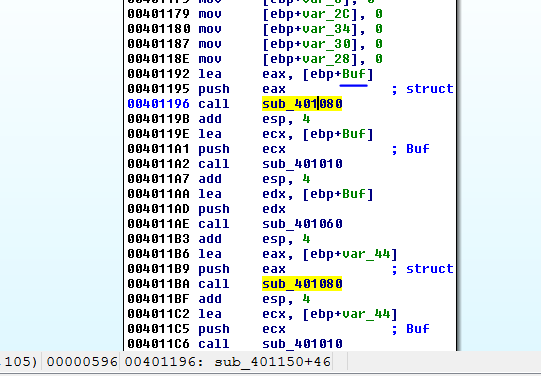 00401179 mov [ebp+var_2C], 0
00401180 mov [ebp+var_34], 0
00401187 mov [ebp+var_30], 0
0040118E mov [ebp+var_28], 0
00401192 lea eax, [ebp+Buf]
00401195 push eax ; struct
00401196 call sub_401080
0040119B add esp, 4
0040119E lea ecx, [ebp+Buf]
004011A1 push ecx ; Buf
004011A2 call sub_401010
004011A7 add esp, 4
004011AA lea edx, [ebp+Buf]
004011AD push edx
004011AE call sub_401060
004011B3 add esp, 4
004011B6 lea eax, [ebp+var_44]
004011B9 push eax ; struct
004011BA call sub_401080
004011BF add esp, 4
004011C2 lea ecx, [ebp+var_44]
004011C5 push ecx ; Buf
004011C6 call sub_401010
,105) 00000596 00401196: sub_401150+46